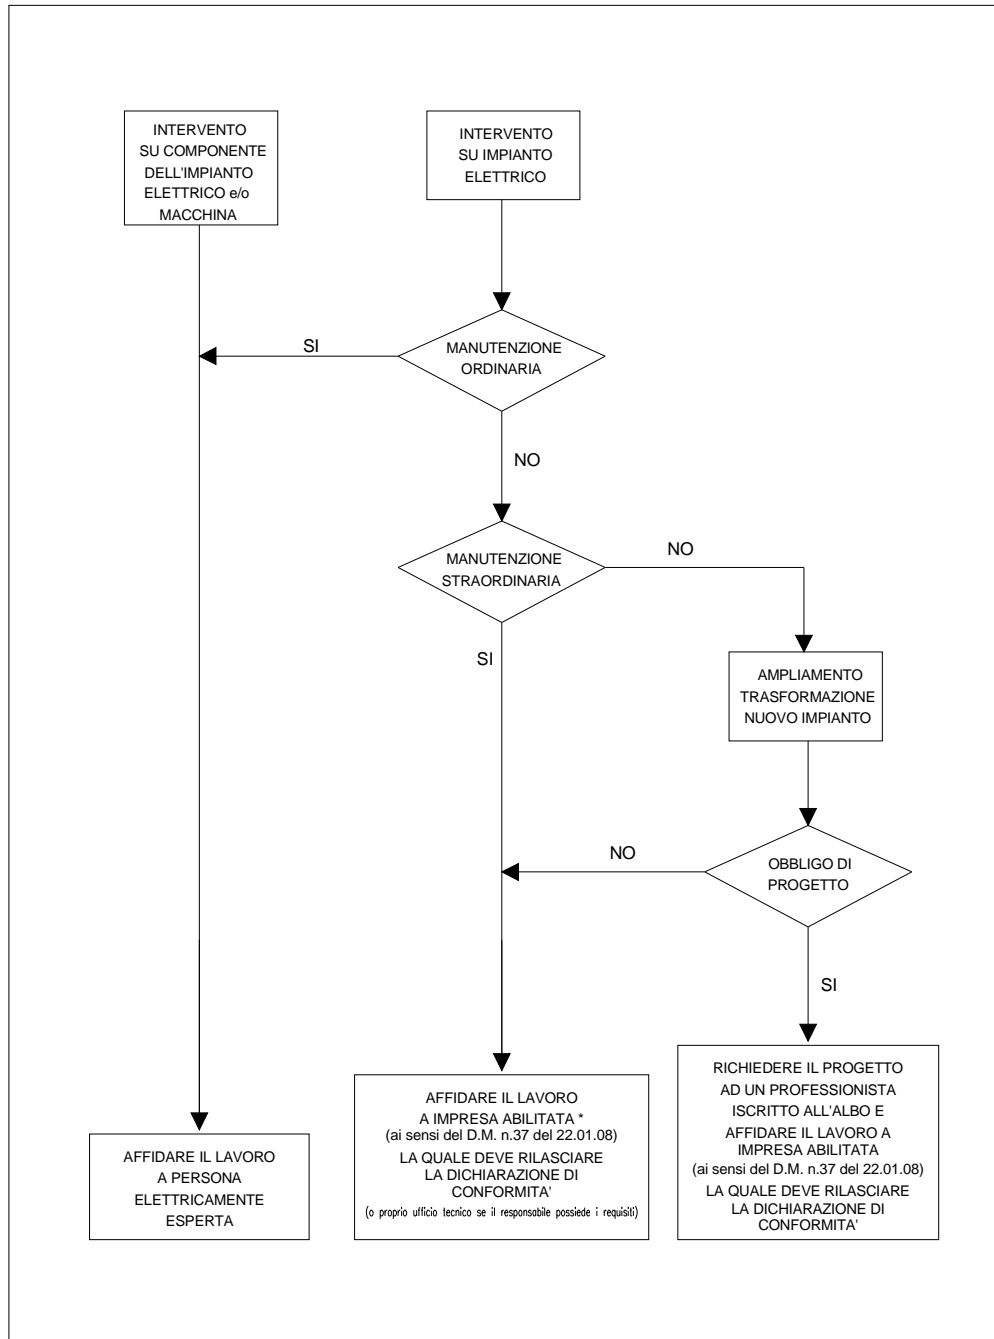 INTERVENTO
SU COMPONENTE
DELL'IMPIANTO
ELETTRICO e/o
MACCHINA
INTERVENTO
SU IMPIANTO
ELETTRICO
SI
MANUTENZIONE
ORDINARIA
NO
MANUTENZIONE
STRAORDINARIA
NO
SI
AMPLIAMENTO
TRASFORMAZIONE
NUOVO IMPIANTO
NO
OBBLIGO DI
PROGETTO
SI
AFFIDARE IL LAVORO
A PERSONA
ELETTRICAMENTE
ESPERTA
AFFIDARE IL LAVORO
A IMPRESA ABILITATA *
(ai sensi del D.M. n.37 del 22.01.08)
LA QUALE DEVE RILASCIARE
LA DICHIARAZIONE DI
CONFORMITA'
(o proprio ufficio tecnico se il responsabile possiede i requisiti)
RICHIEDERE IL PROGETTO
AD UN PROFESSIONISTA
ISCRITTO ALL'ALBO E
AFFIDARE IL LAVORO A
IMPRESA ABILITATA
(ai sensi del D.M. n.37 del 22.01.08)
LA QUALE DEVE RILASCIARE
LA DICHIARAZIONE DI
CONFORMITA'